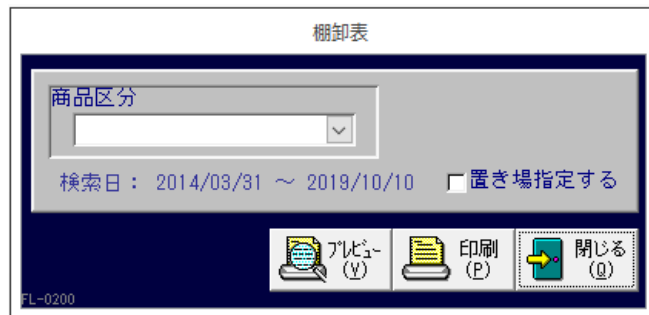 棚卸表
商品区分
検索日： 2014/03/31 ～ 2019/10/10 置き場指定する
ﾌﾟﾚﾋﾞｭｰ
(V)
印刷
(P)
閉じる
(Q)
FL-0200